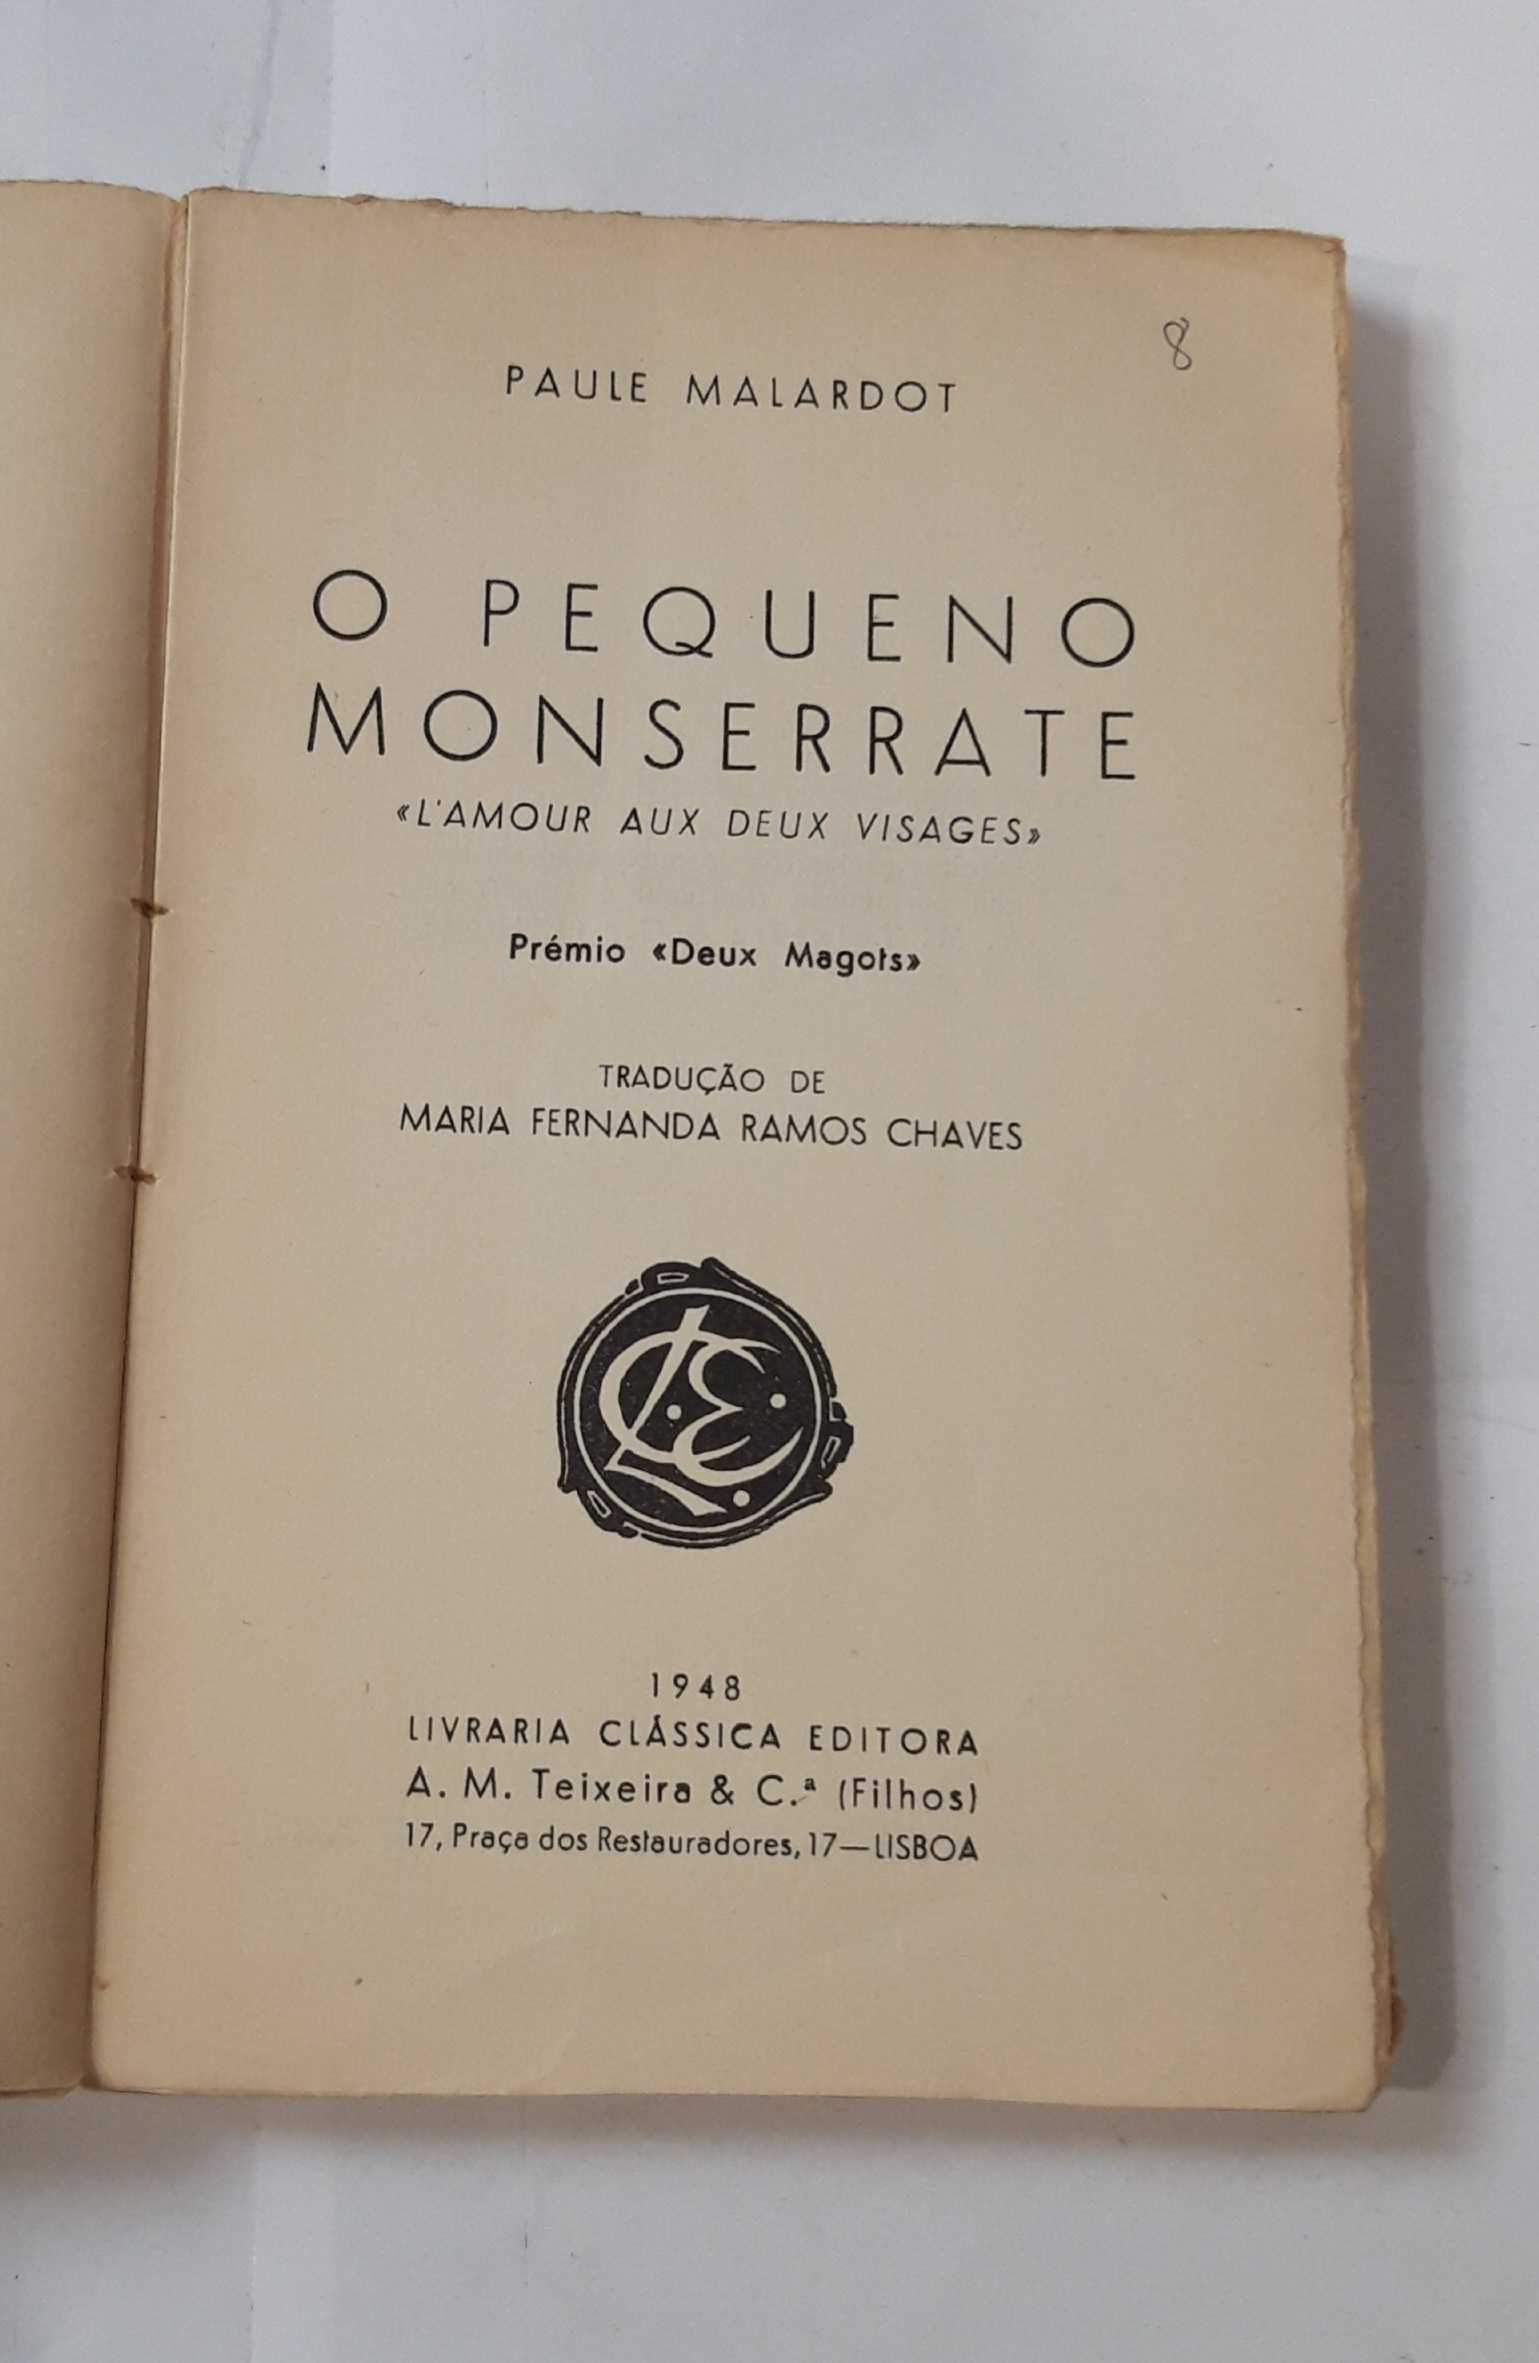 8
PAULE MALARDOT
O PEQUENO
MONSERRATE
«L'AMOUR AUX DEUX VISAGES»
Prémio «Deux Magots»
TRADUÇÃO DE
MARIA FERNANDA RAMOS CHAVES
LCE
1948
LIVRARIA CLÁSSICA EDITORA
A. M. Teixeira & C.ª (Filhos)
17, Praça dos Restauradores, 17—LISBOA